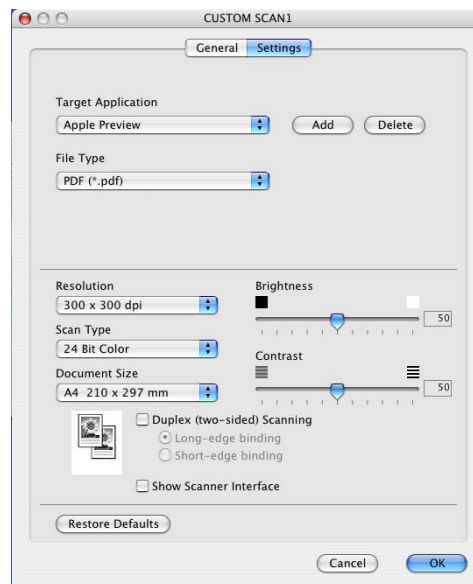 CUSTOM SCAN1
General Settings
Target Application
Apple Preview Add Delete
File Type
PDF (*.pdf)
Resolution
300 x 300 dpi
Scan Type
24 Bit Color
Document Size
A4 210 x 297 mm
Brightness
50
Contrast
50
Duplex (two-sided) Scanning
Long-edge binding
Short-edge binding
Show Scanner Interface
Restore Defaults
Cancel OK